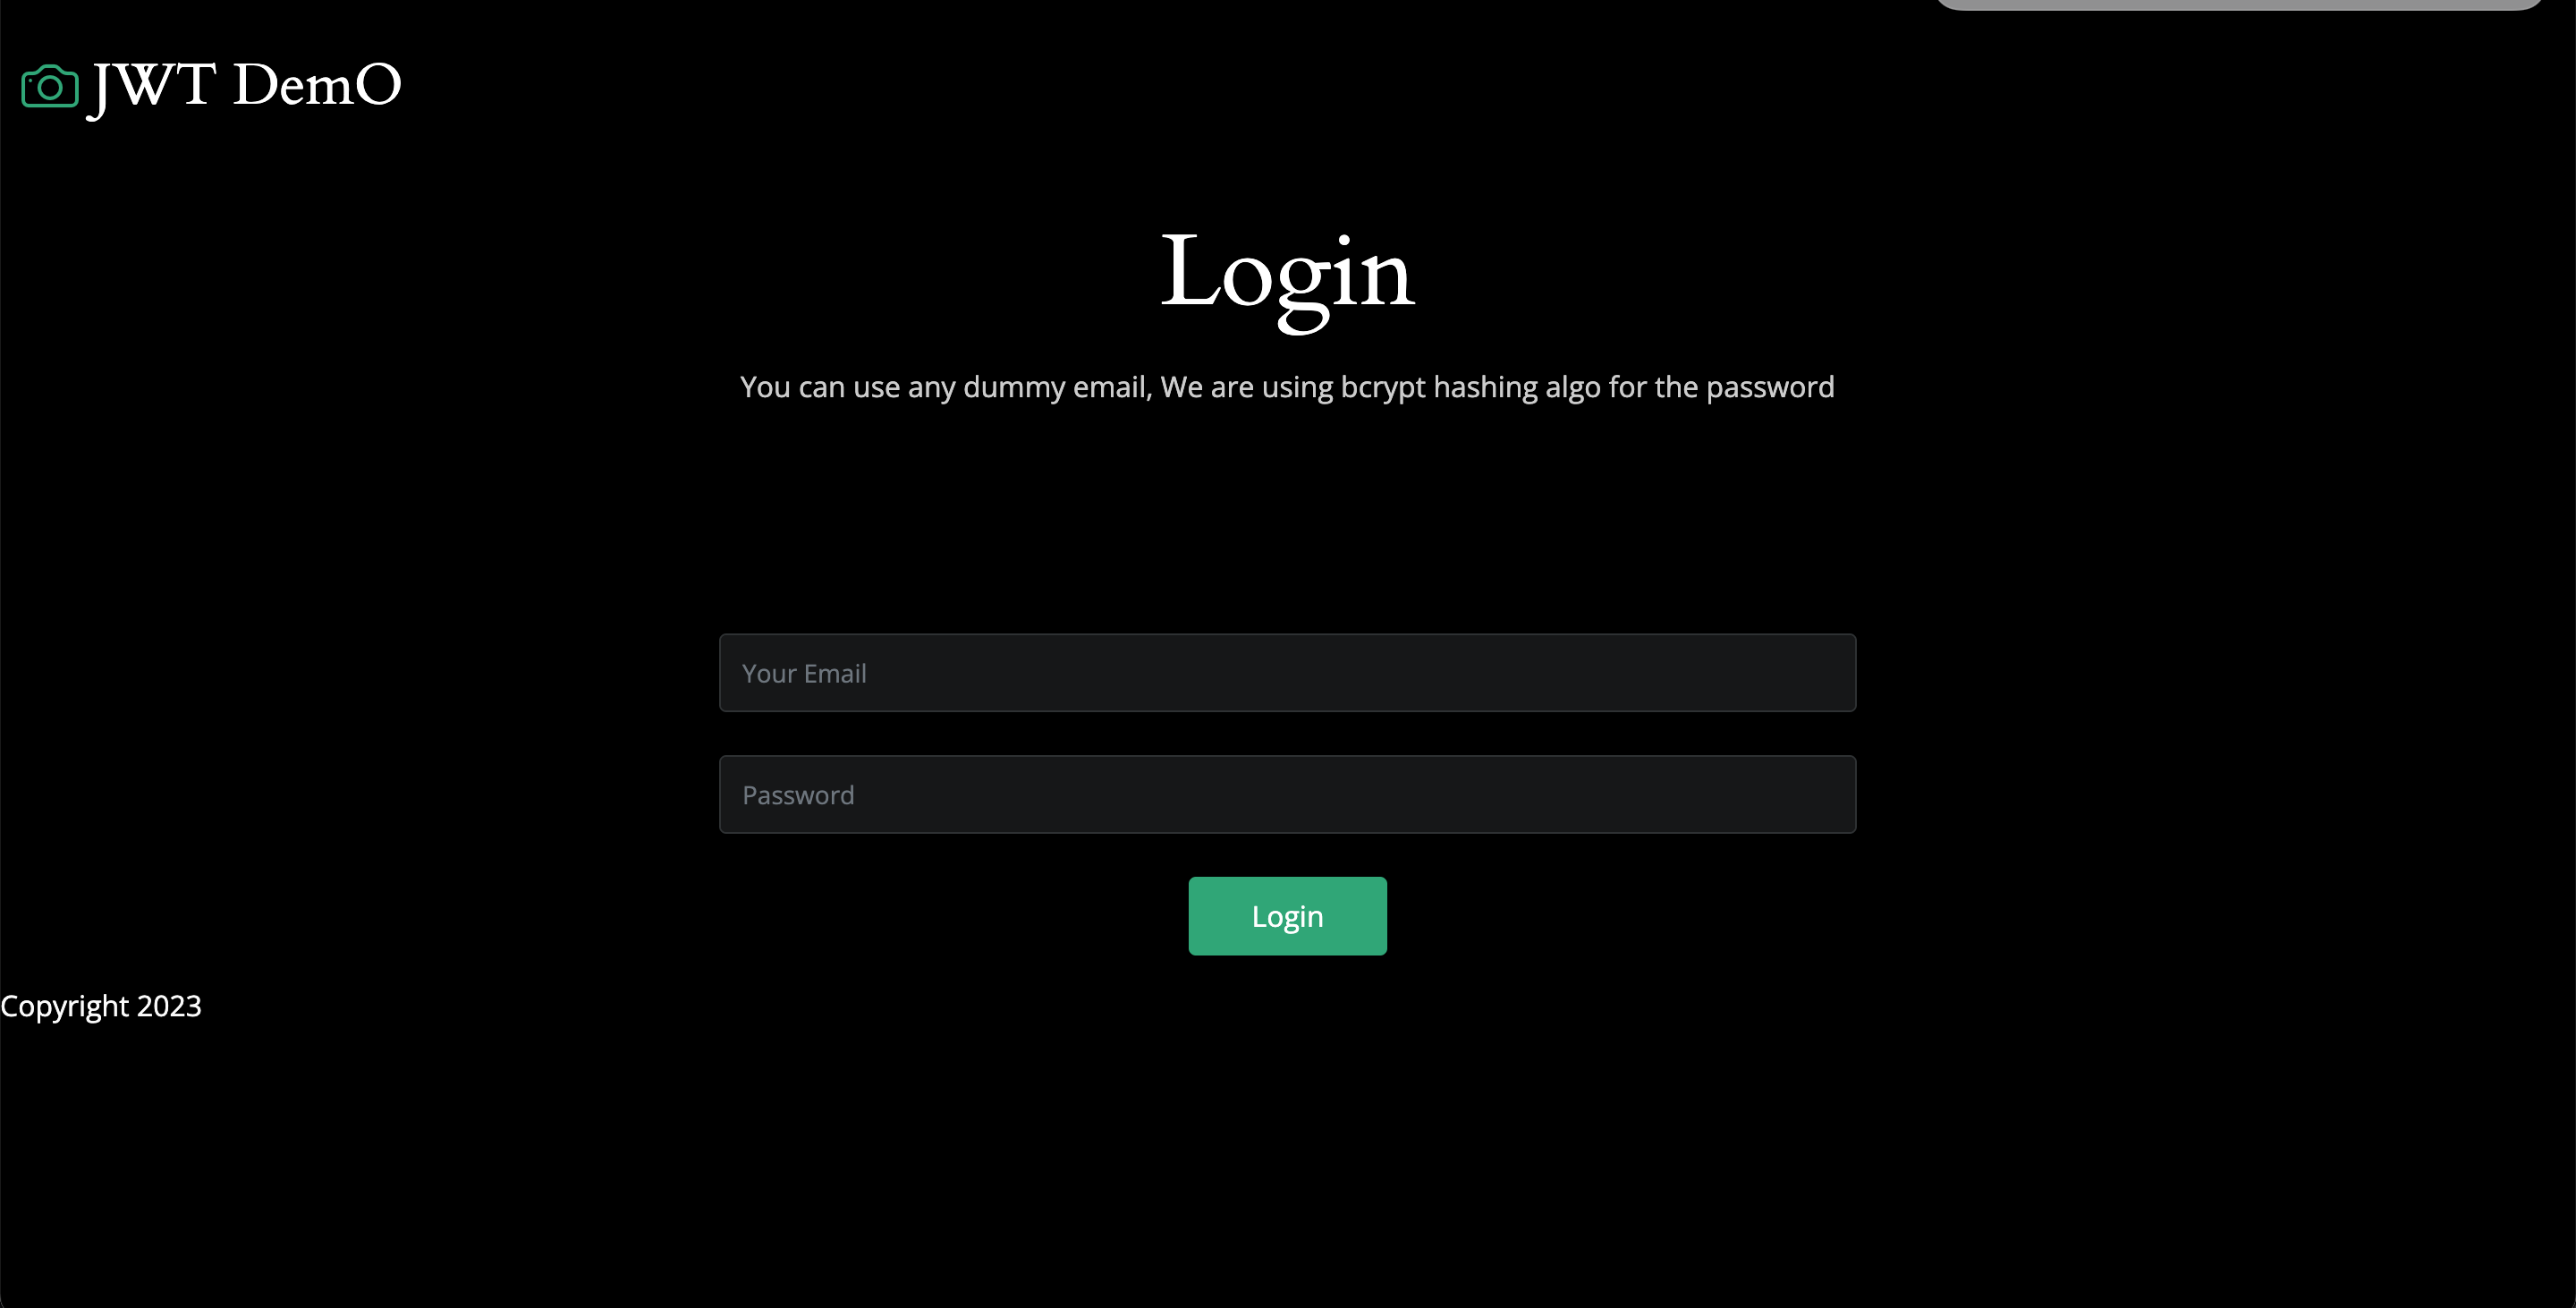 JWT DemO
Login
You can use any dummy email, We are using bcrypt hashing algo for the password
Your Email
Password
Login
Copyright 2023